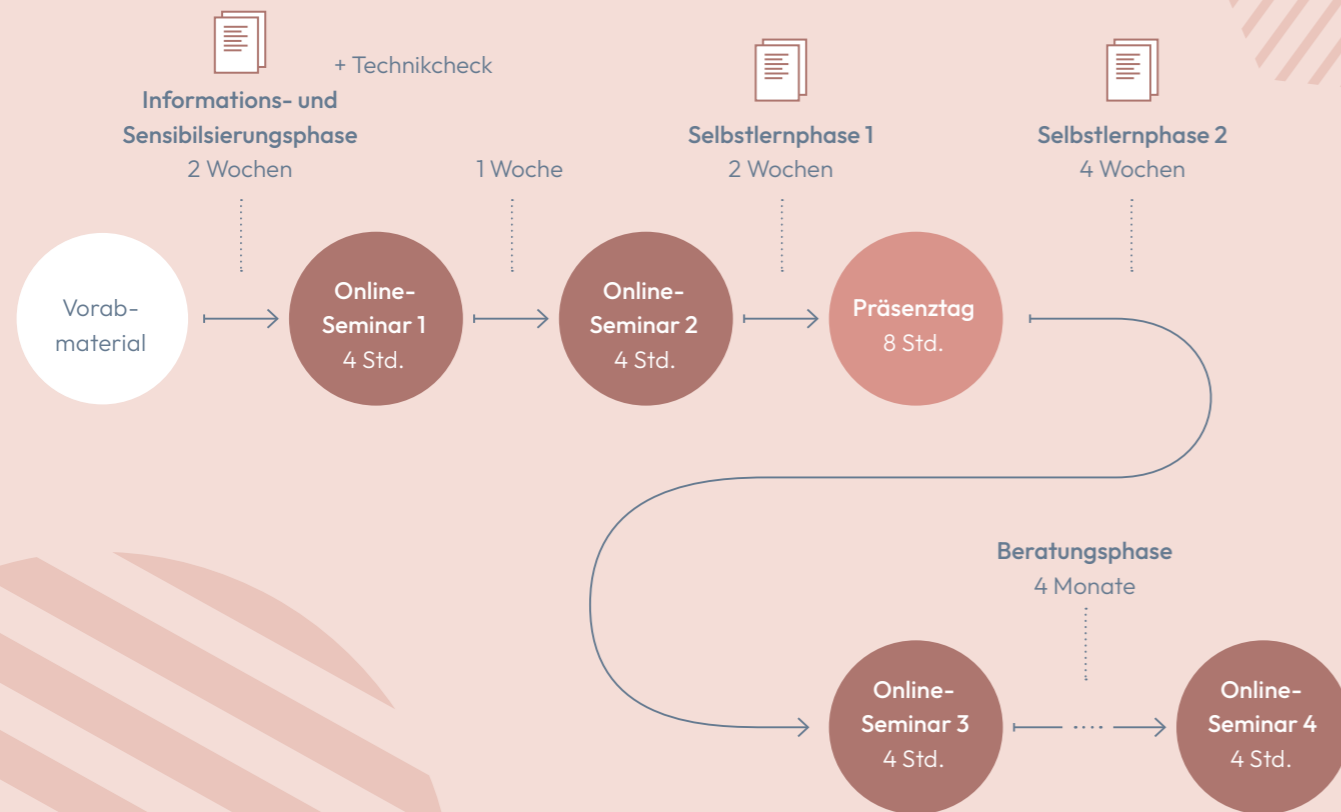 + Technikcheck
Informations- und
Sensibilsierungsphase
2 Wochen
1 Woche
Selbstlernphase 1
2 Wochen
Selbstlernphase 2
4 Wochen
Vorab-
material
Online-
Seminar 1
4 Std.
Online-
Seminar 2
4 Std.
Präsenztag
8 Std.
Beratungsphase
4 Monate
Online-
Seminar 3
4 Std.
Online-
Seminar 4
4 Std.